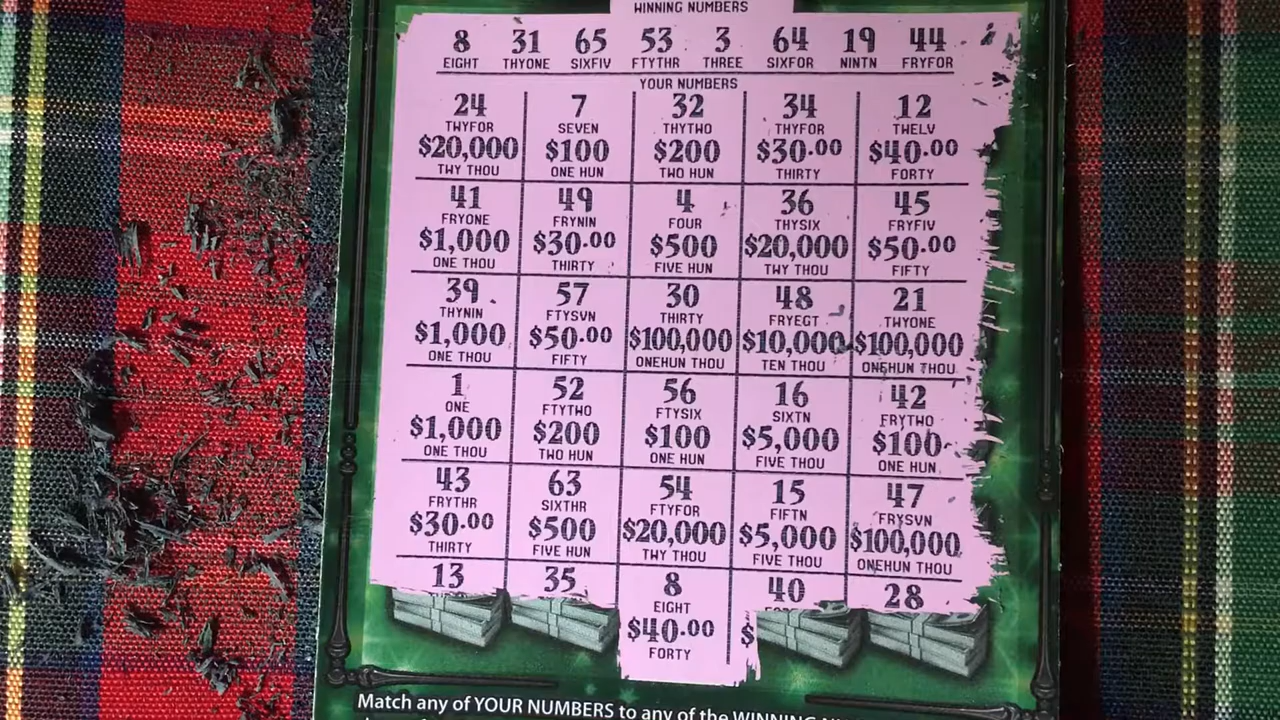 WINNING NUMBERS
8 31 65 53 3 64 19 44
EIGHT THYONE SIXFIV FTYTHR THREE SIXFOR NINTN FRYFOR
YOUR NUMBERS
24 7 32 34 12
TWYFOR SEVEN THYTWO THYFOR TWELV
$20,000 $100 $200 $30.00 $40.00
TWY THOU ONE HUN TWO HUN THIRTY FORTY
41 49 4 36 45
FRYONE FRYNIN FOUR THYSIX FRYFIV
$1,000 $30.00 $500 $20,000 $50.00
ONE THOU THIRTY FIVE HUN TWY THOU FIFTY
39 57 30 48 21
THYNIN FTYSVN THIRTY FRYEGT TWYONE
$1,000 $50.00 $100,000 $10,000 $100,000
ONE THOU FIFTY ONEHUN THOU TEN THOU ONEHUN THOU
1 52 56 16 42
ONE FTYTWO FTYSIX SIXTN FRYTWO
$1,000 $200 $100 $5,000 $100
ONE THOU TWO HUN ONE HUN FIVE THOU ONE HUN
43 63 54 15 47
FRYTHR SIXTHR FTYFOR FIFTN FRYSVN
$30.00 $500 $20,000 $5,000 $100,000
THIRTY FIVE HUN TWY THOU FIVE THOU ONEHUN THOU
13 35 8 40 28
EIGHT
$40.00 $
FORTY
Match any of YOUR NUMBERS to any of the WINNING